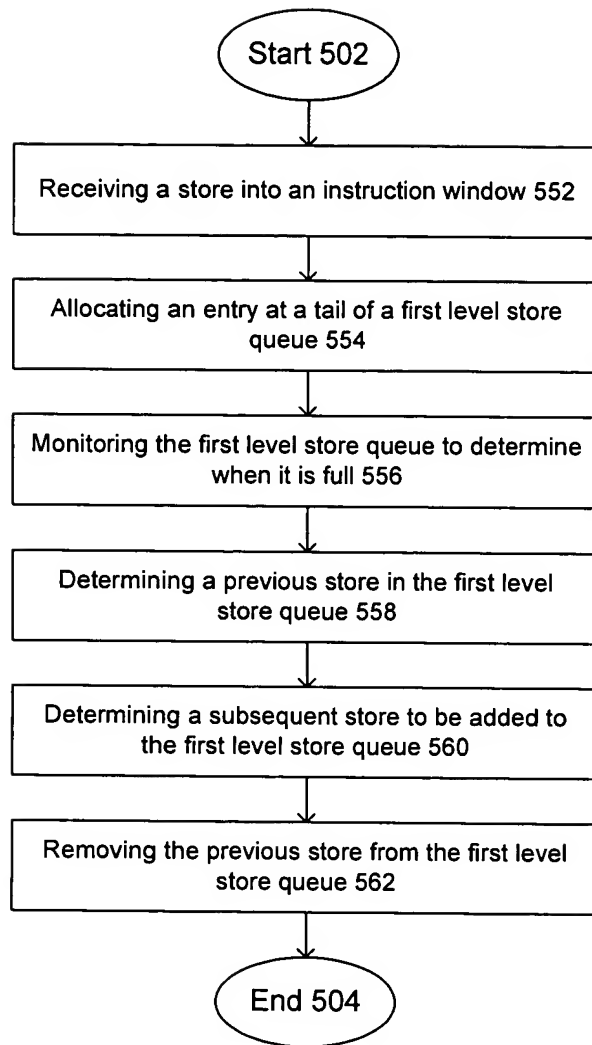 Start 502
Receiving a store into an instruction window 552
Allocating an entry at a tail of a first level store
queue 554
Monitoring the first level store queue to determine
when it is full 556
Determining a previous store in the first level
store queue 558
Determining a subsequent store to be added to
the first level store queue 560
Removing the previous store from the first level
store queue 562
End 504